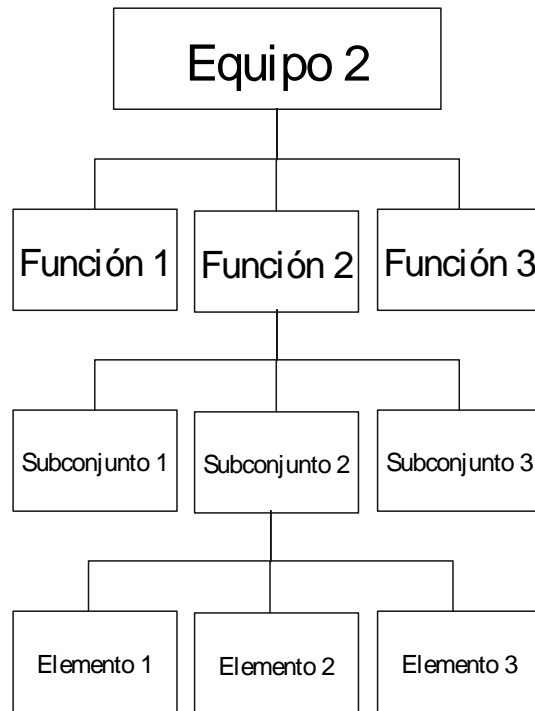 Equipo 2
Función 1
Función 2
Función 3
Subconjunto 1
Subconjunto 2
Subconjunto 3
Elemento 1
Elemento 2
Elemento 3